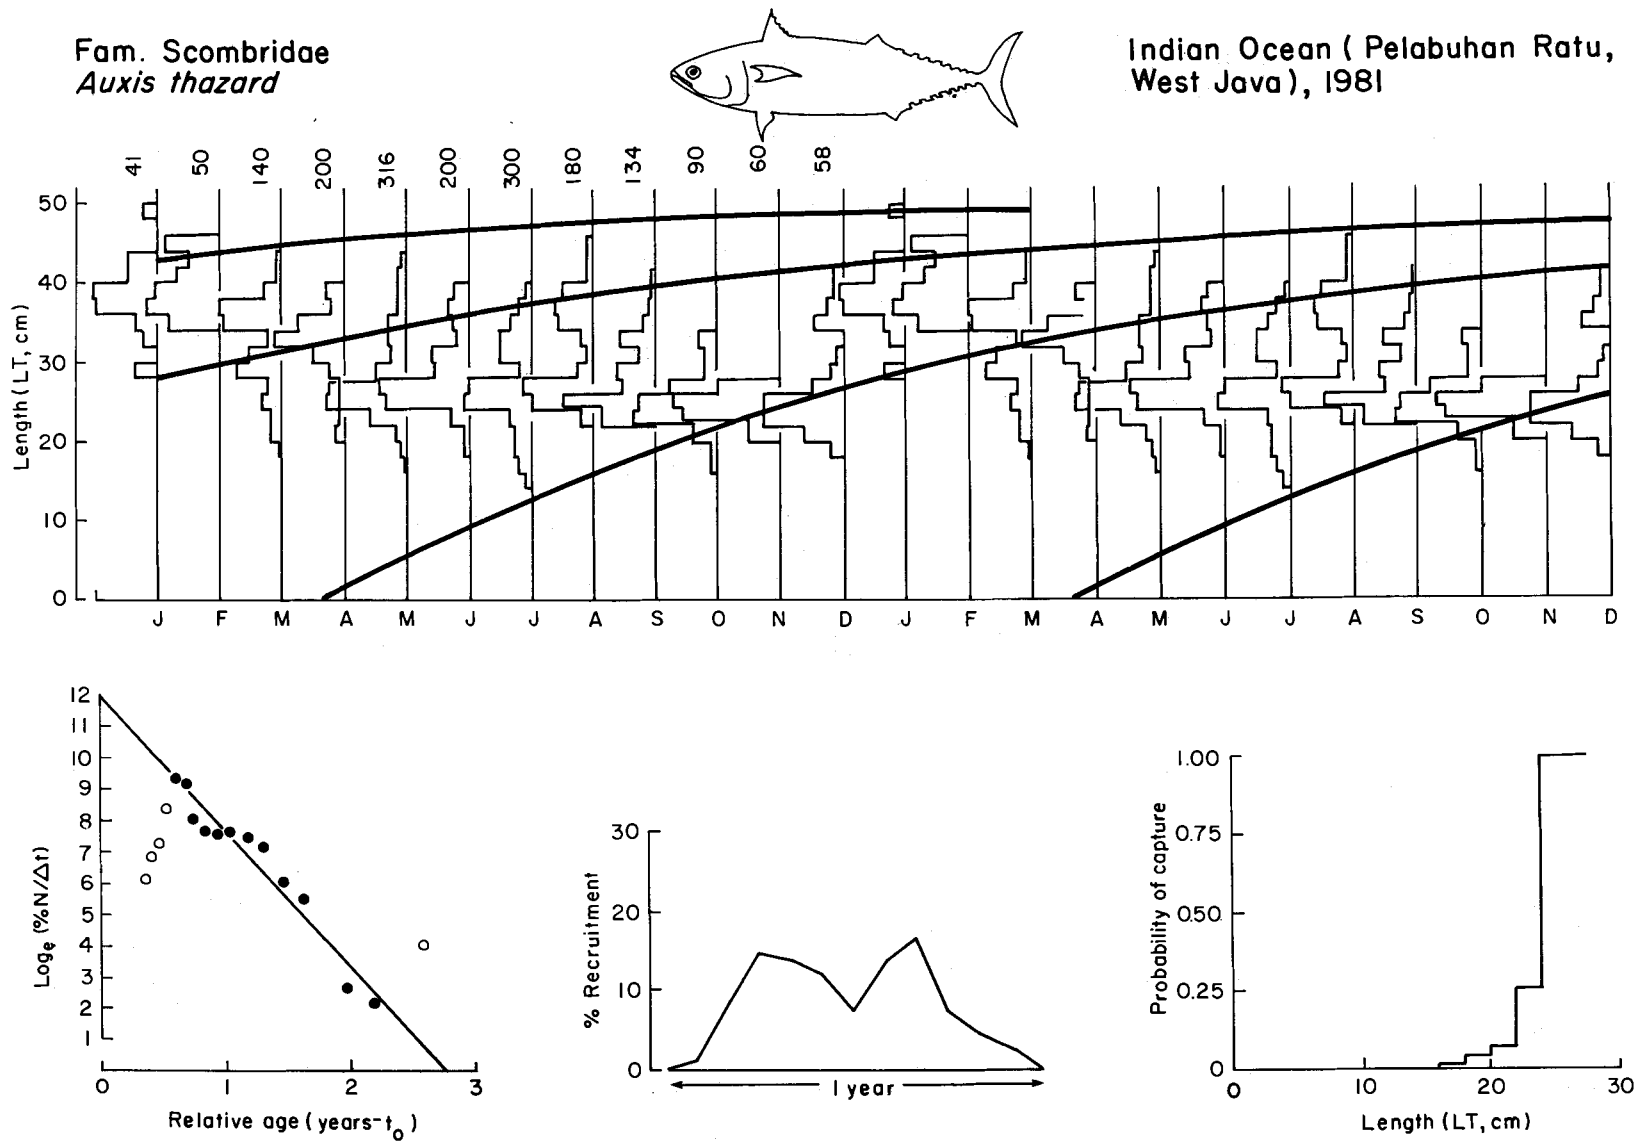 Fam. Scombridae
Auxis thazard
Indian Ocean ( Pelabuhan Ratu,
West Java), 1981
41 50 140 200 316 200 300 180 134 90 60 58
Length (LT, cm)
50
40
30
20
10
0
J F M A M J J A S O N D J F M A M J J A S O N D
Loge (%N/Δt)
12
11
10
9
8
7
6
5
4
3
2
1
0 1 2 3
Relative age (years-to)
% Recruitment
30
20
10
0
1 year
Probability of capture
1.00
0.75
0.50
0.25
0
0 10 20 30
Length (LT, cm)